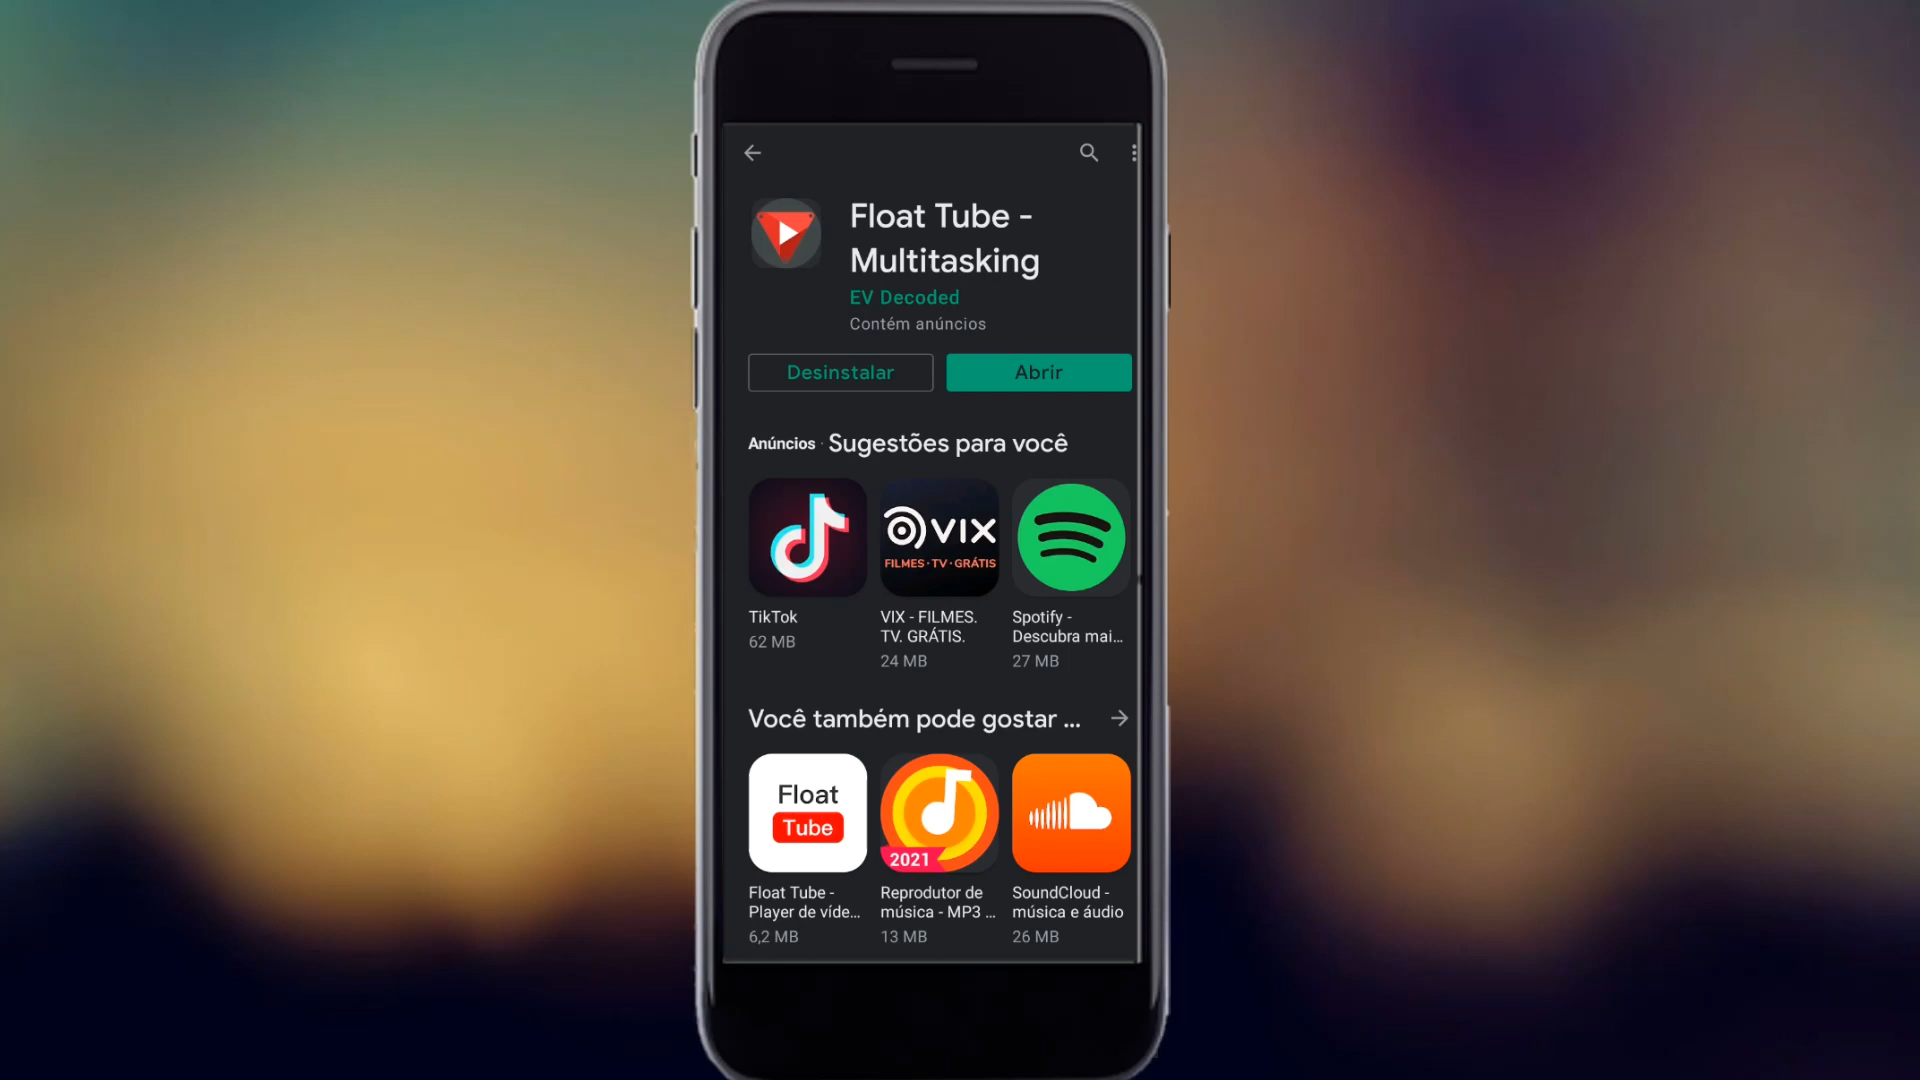 Float Tube -
Multitasking
EV Decoded
Contém anúncios
Desinstalar
Abrir
Anúncios · Sugestões para você
VIX
FILMES·TV·GRÁTIS
TikTok
62 MB
VIX - FILMES.
TV. GRÁTIS.
24 MB
Spotify -
Descubra mai...
27 MB
Você também pode gostar ...
Float
Tube
2021
Float Tube -
Player de víde...
6,2 MB
Reprodutor de
música - MP3 ...
13 MB
SoundCloud -
música e áudio
26 MB